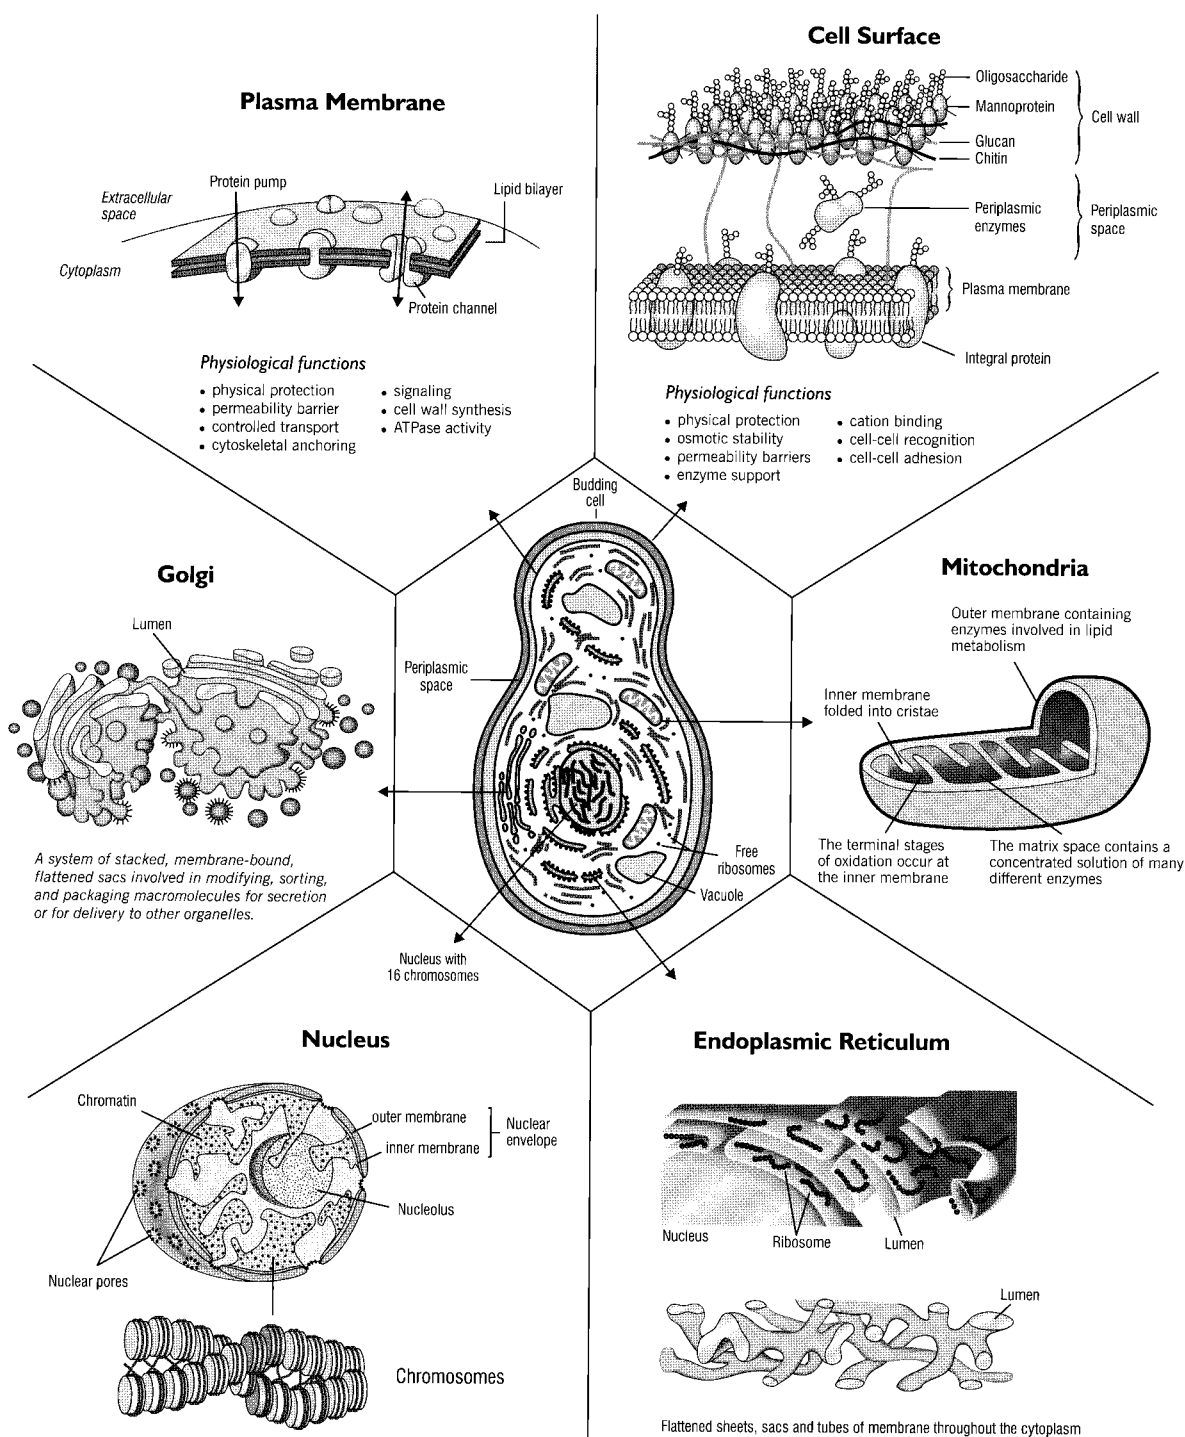 Plasma Membrane
Extracellular
space
Protein pump
Lipid bilayer
Cytoplasm
Protein channel
Physiological functions
• physical protection
• permeability barrier
• controlled transport
• cytoskeletal anchoring
• signaling
• cell wall synthesis
• ATPase activity
Cell Surface
Oligosaccharide
Mannoprotein
Glucan
Chitin
Cell wall
Periplasmic
enzymes
Periplasmic
space
Plasma membrane
Integral protein
Physiological functions
• physical protection
• osmotic stability
• permeability barriers
• enzyme support
• cation binding
• cell-cell recognition
• cell-cell adhesion
Budding
cell
Periplasmic
space
Free
ribosomes
Vacuole
Nucleus with
16 chromosomes
Golgi
Lumen
A system of stacked, membrane-bound,
flattened sacs involved in modifying, sorting,
and packaging macromolecules for secretion
or for delivery to other organelles.
Mitochondria
Outer membrane containing
enzymes involved in lipid
metabolism
Inner membrane
folded into cristae
The terminal stages
of oxidation occur at
the inner membrane
The matrix space contains a
concentrated solution of many
different enzymes
Nucleus
Chromatin
outer membrane
inner membrane
Nuclear
envelope
Nucleolus
Nuclear pores
Chromosomes
Endoplasmic Reticulum
Nucleus
Ribosome
Lumen
Lumen
Flattened sheets, sacs and tubes of membrane throughout the cytoplasm